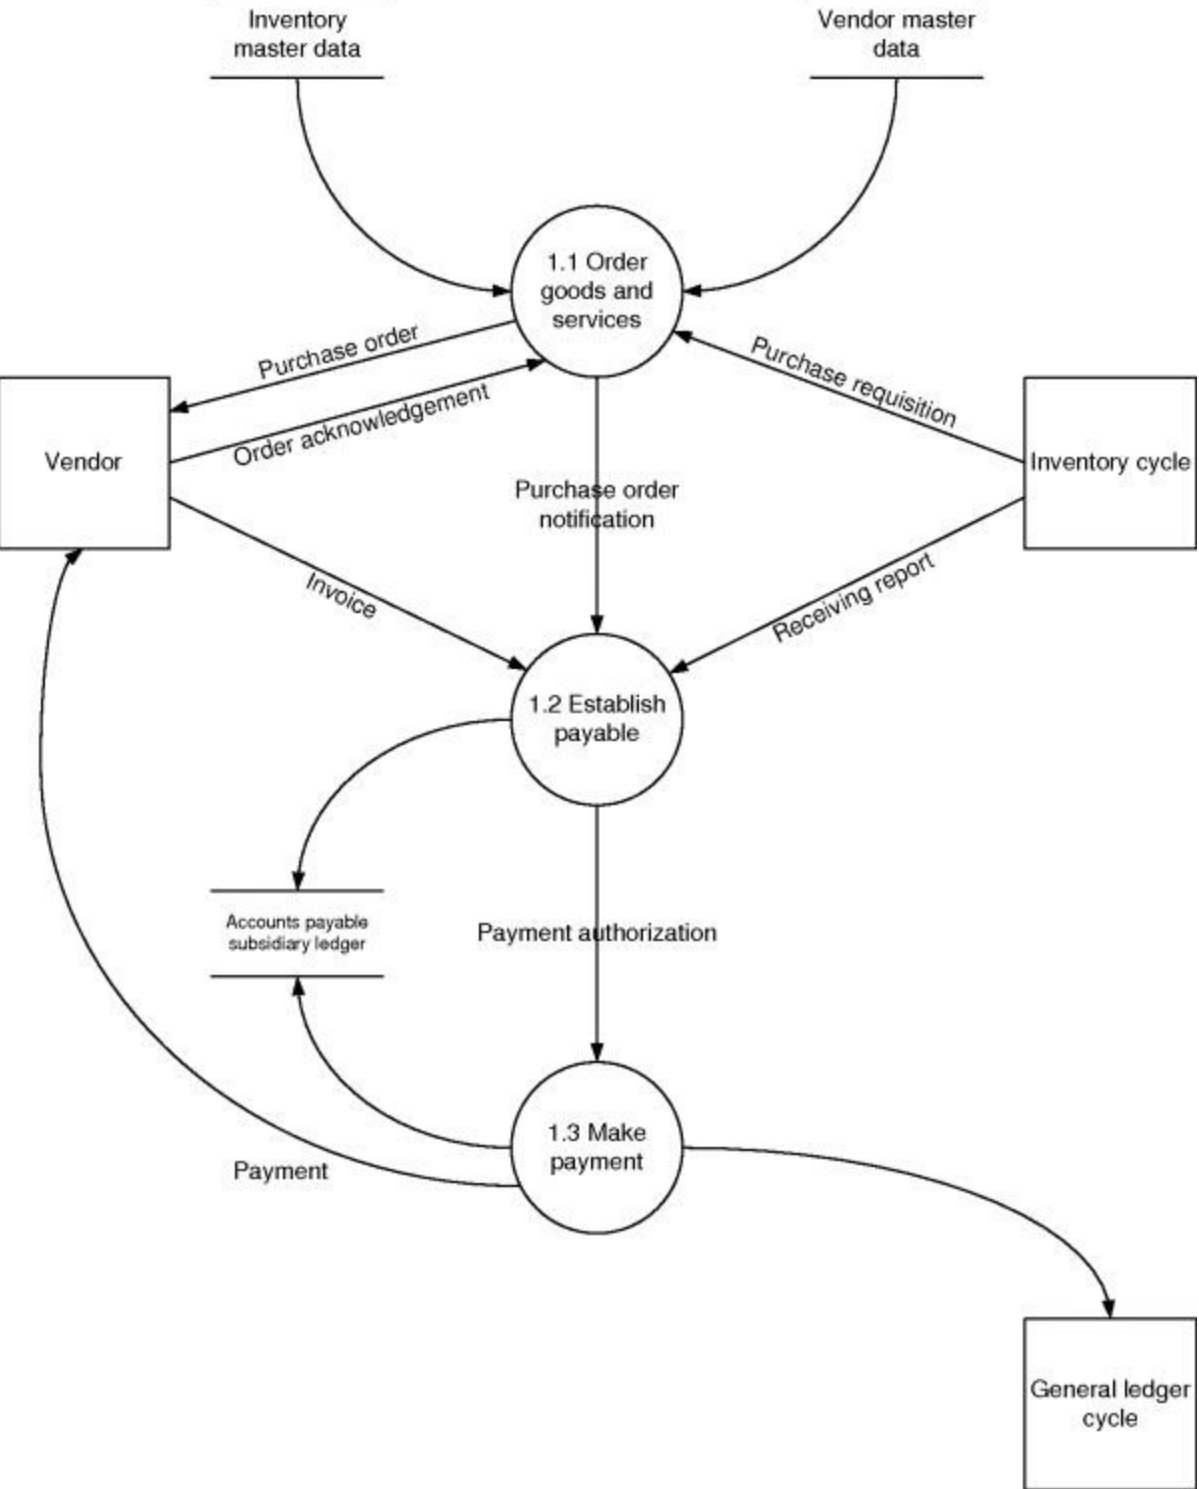 Inventory
master data
Vendor master
data
1.1 Order
goods and
services
Purchase order
Order acknowledgement
Purchase requisition
Vendor
Inventory cycle
Purchase order
notification
Invoice
Receiving report
1.2 Establish
payable
Accounts payable
subsidiary ledger
Payment authorization
1.3 Make
payment
Payment
General ledger
cycle